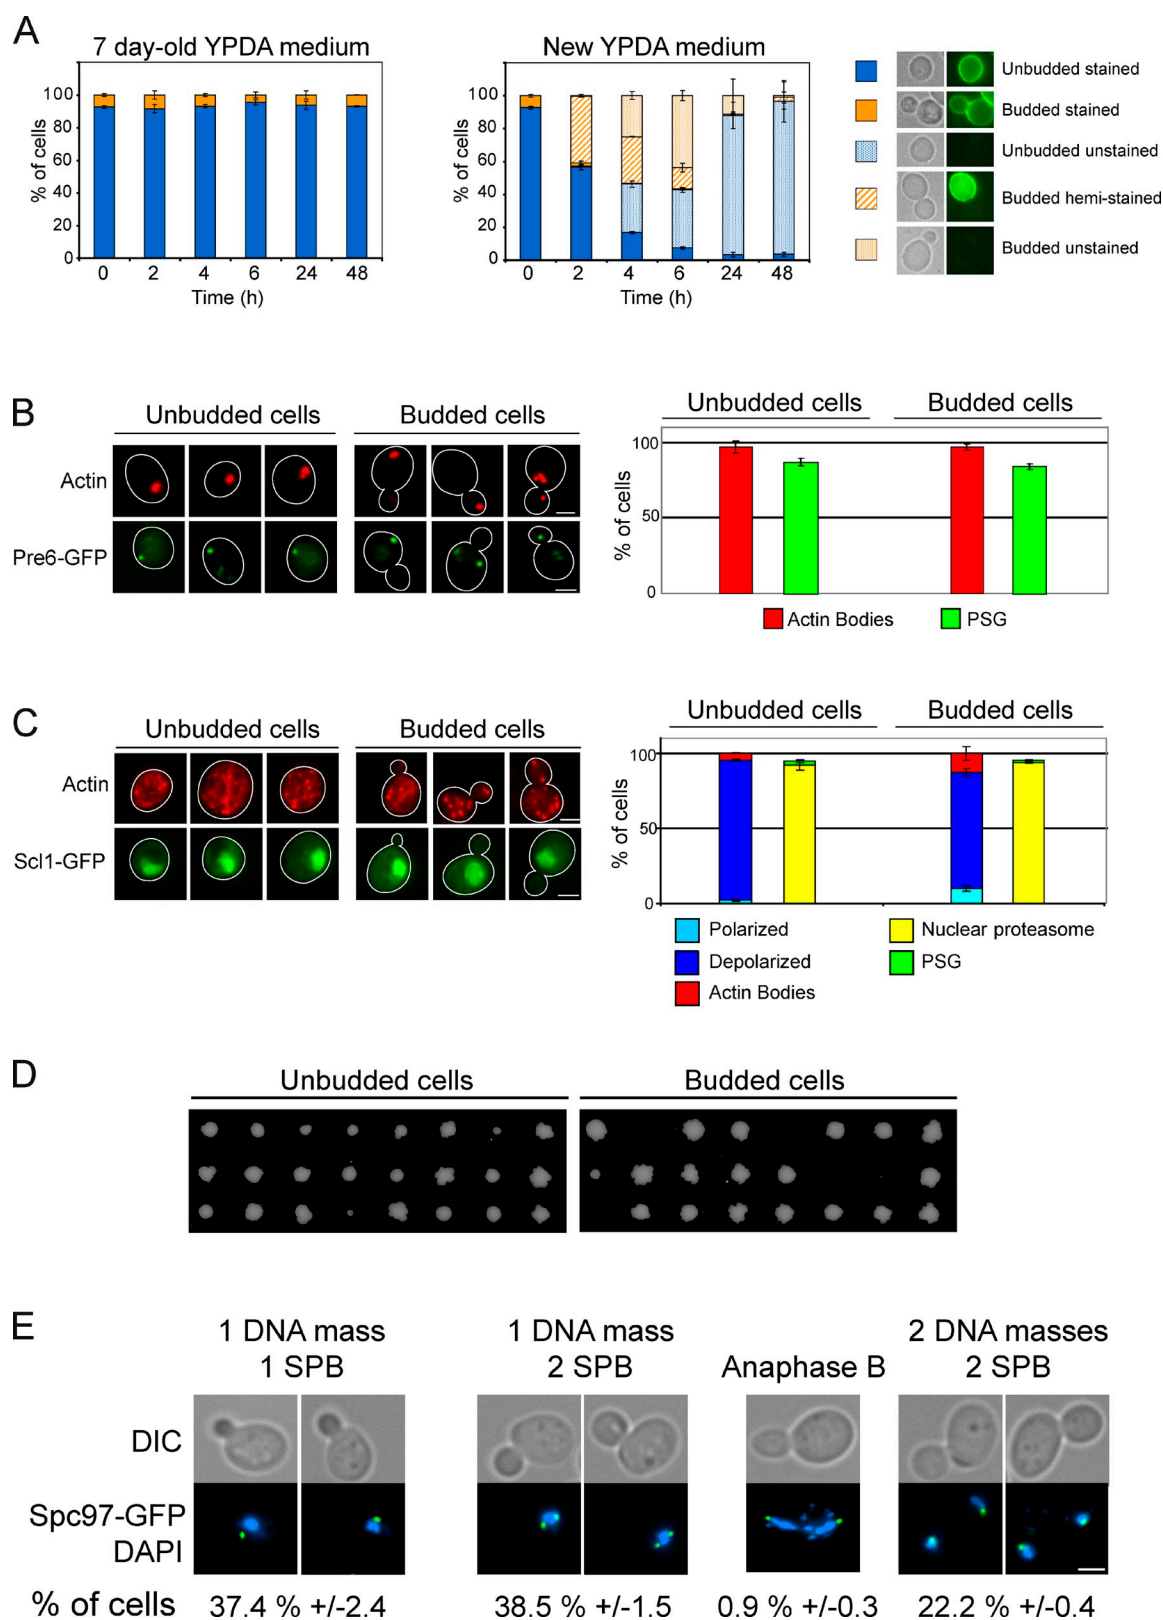 A
7 day-old YPDA medium
New YPDA medium
% of cells
100
80
60
40
20
0
0 2 4 6 24 48
Time (h)
% of cells
100
80
60
40
20
0
0 2 4 6 24 48
Time (h)
Unbudded stained
Budded stained
Unbudded unstained
Budded hemi-stained
Budded unstained
B
Unbudded cells
Budded cells
Actin
Pre6-GFP
Unbudded cells
Budded cells
% of cells
100
50
0
Actin Bodies
PSG
C
Unbudded cells
Budded cells
Actin
Scl1-GFP
Unbudded cells
Budded cells
% of cells
100
50
0
Polarized
Depolarized
Actin Bodies
Nuclear proteasome
PSG
D
Unbudded cells
Budded cells
E
1 DNA mass
1 SPB
1 DNA mass
2 SPB
Anaphase B
2 DNA masses
2 SPB
DIC
Spc97-GFP
DAPI
% of cells 37.4 % +/-2.4 38.5 % +/-1.5 0.9 % +/-0.3 22.2 % +/-0.4